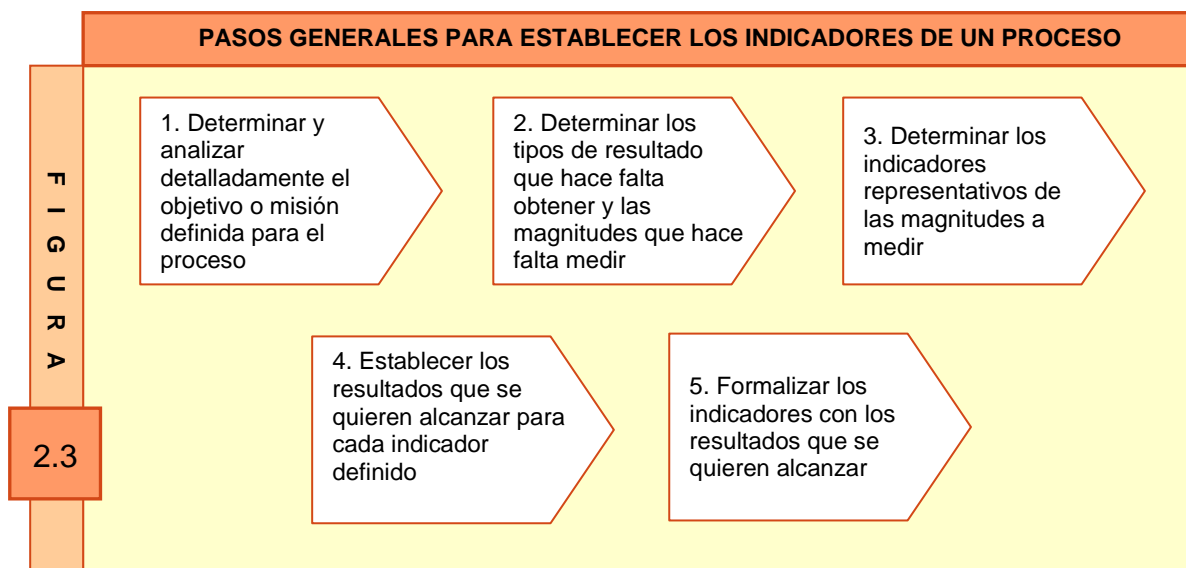 PASOS GENERALES PARA ESTABLECER LOS INDICADORES DE UN PROCESO
FIGURA
2.3
1. Determinar y
analizar
detalladamente el
objetivo o misión
definida para el
proceso
2. Determinar los
tipos de resultado
que hace falta
obtener y las
magnitudes que hace
falta medir
3. Determinar los
indicadores
representativos de
las magnitudes a
medir
4. Establecer los
resultados que se
quieren alcanzar para
cada indicador
definido
5. Formalizar los
indicadores con los
resultados que se
quieren alcanzar